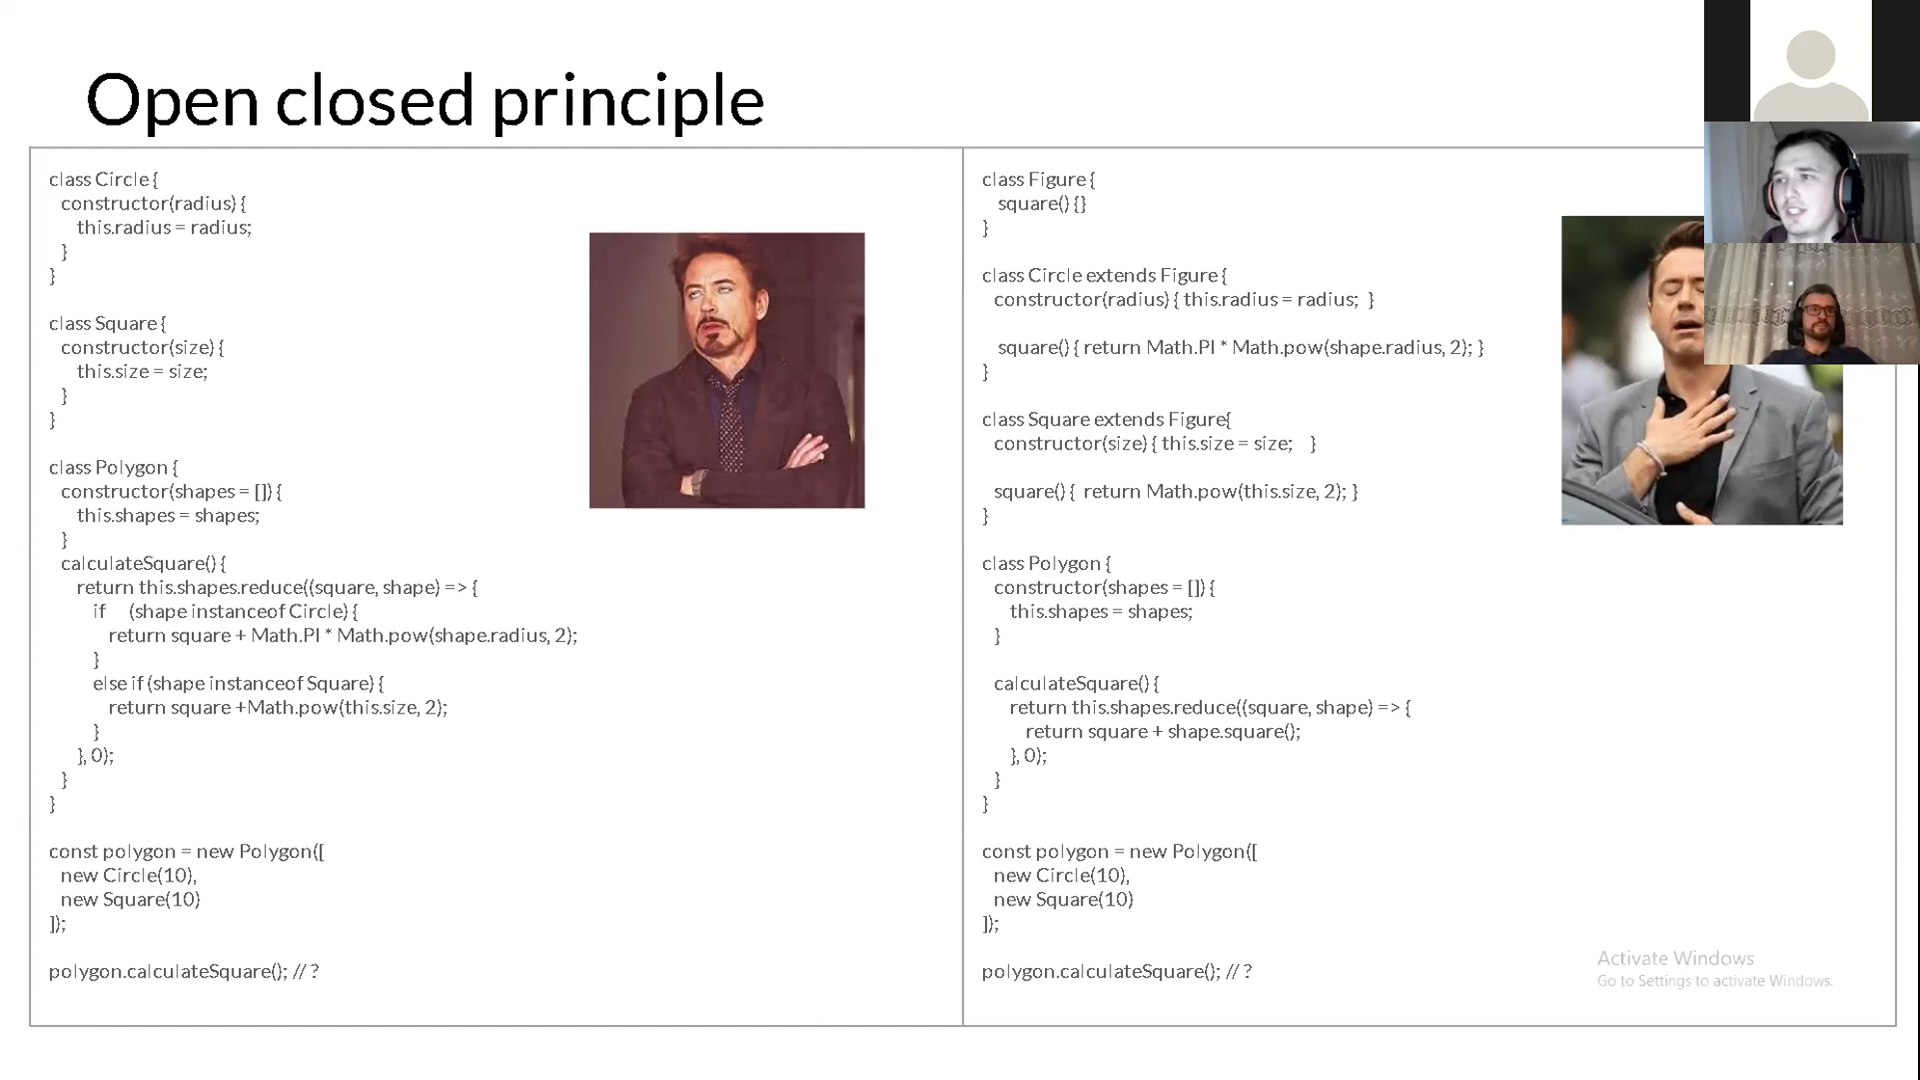 Open closed principle
class Circle {
constructor(radius) {
this.radius = radius;
}
}
class Square {
constructor(size) {
this.size = size;
}
}
class Polygon {
constructor(shapes = []) {
this.shapes = shapes;
}
calculateSquare() {
return this.shapes.reduce((square, shape) => {
if (shape instanceof Circle) {
return square + Math.PI * Math.pow(shape.radius, 2);
}
else if (shape instanceof Square) {
return square +Math.pow(this.size, 2);
}
}, 0);
}
}
const polygon = new Polygon([
new Circle(10),
new Square(10)
]);
polygon.calculateSquare(); // ?
class Figure {
square() {}
}
class Circle extends Figure {
constructor(radius) { this.radius = radius; }
square() { return Math.PI * Math.pow(shape.radius, 2); }
}
class Square extends Figure{
constructor(size) { this.size = size; }
square() { return Math.pow(this.size, 2); }
}
class Polygon {
constructor(shapes = []) {
this.shapes = shapes;
}
calculateSquare() {
return this.shapes.reduce((square, shape) => {
return square + shape.square();
}, 0);
}
}
const polygon = new Polygon([
new Circle(10),
new Square(10)
]);
polygon.calculateSquare(); // ?
Activate Windows
Go to Settings to activate Windows.